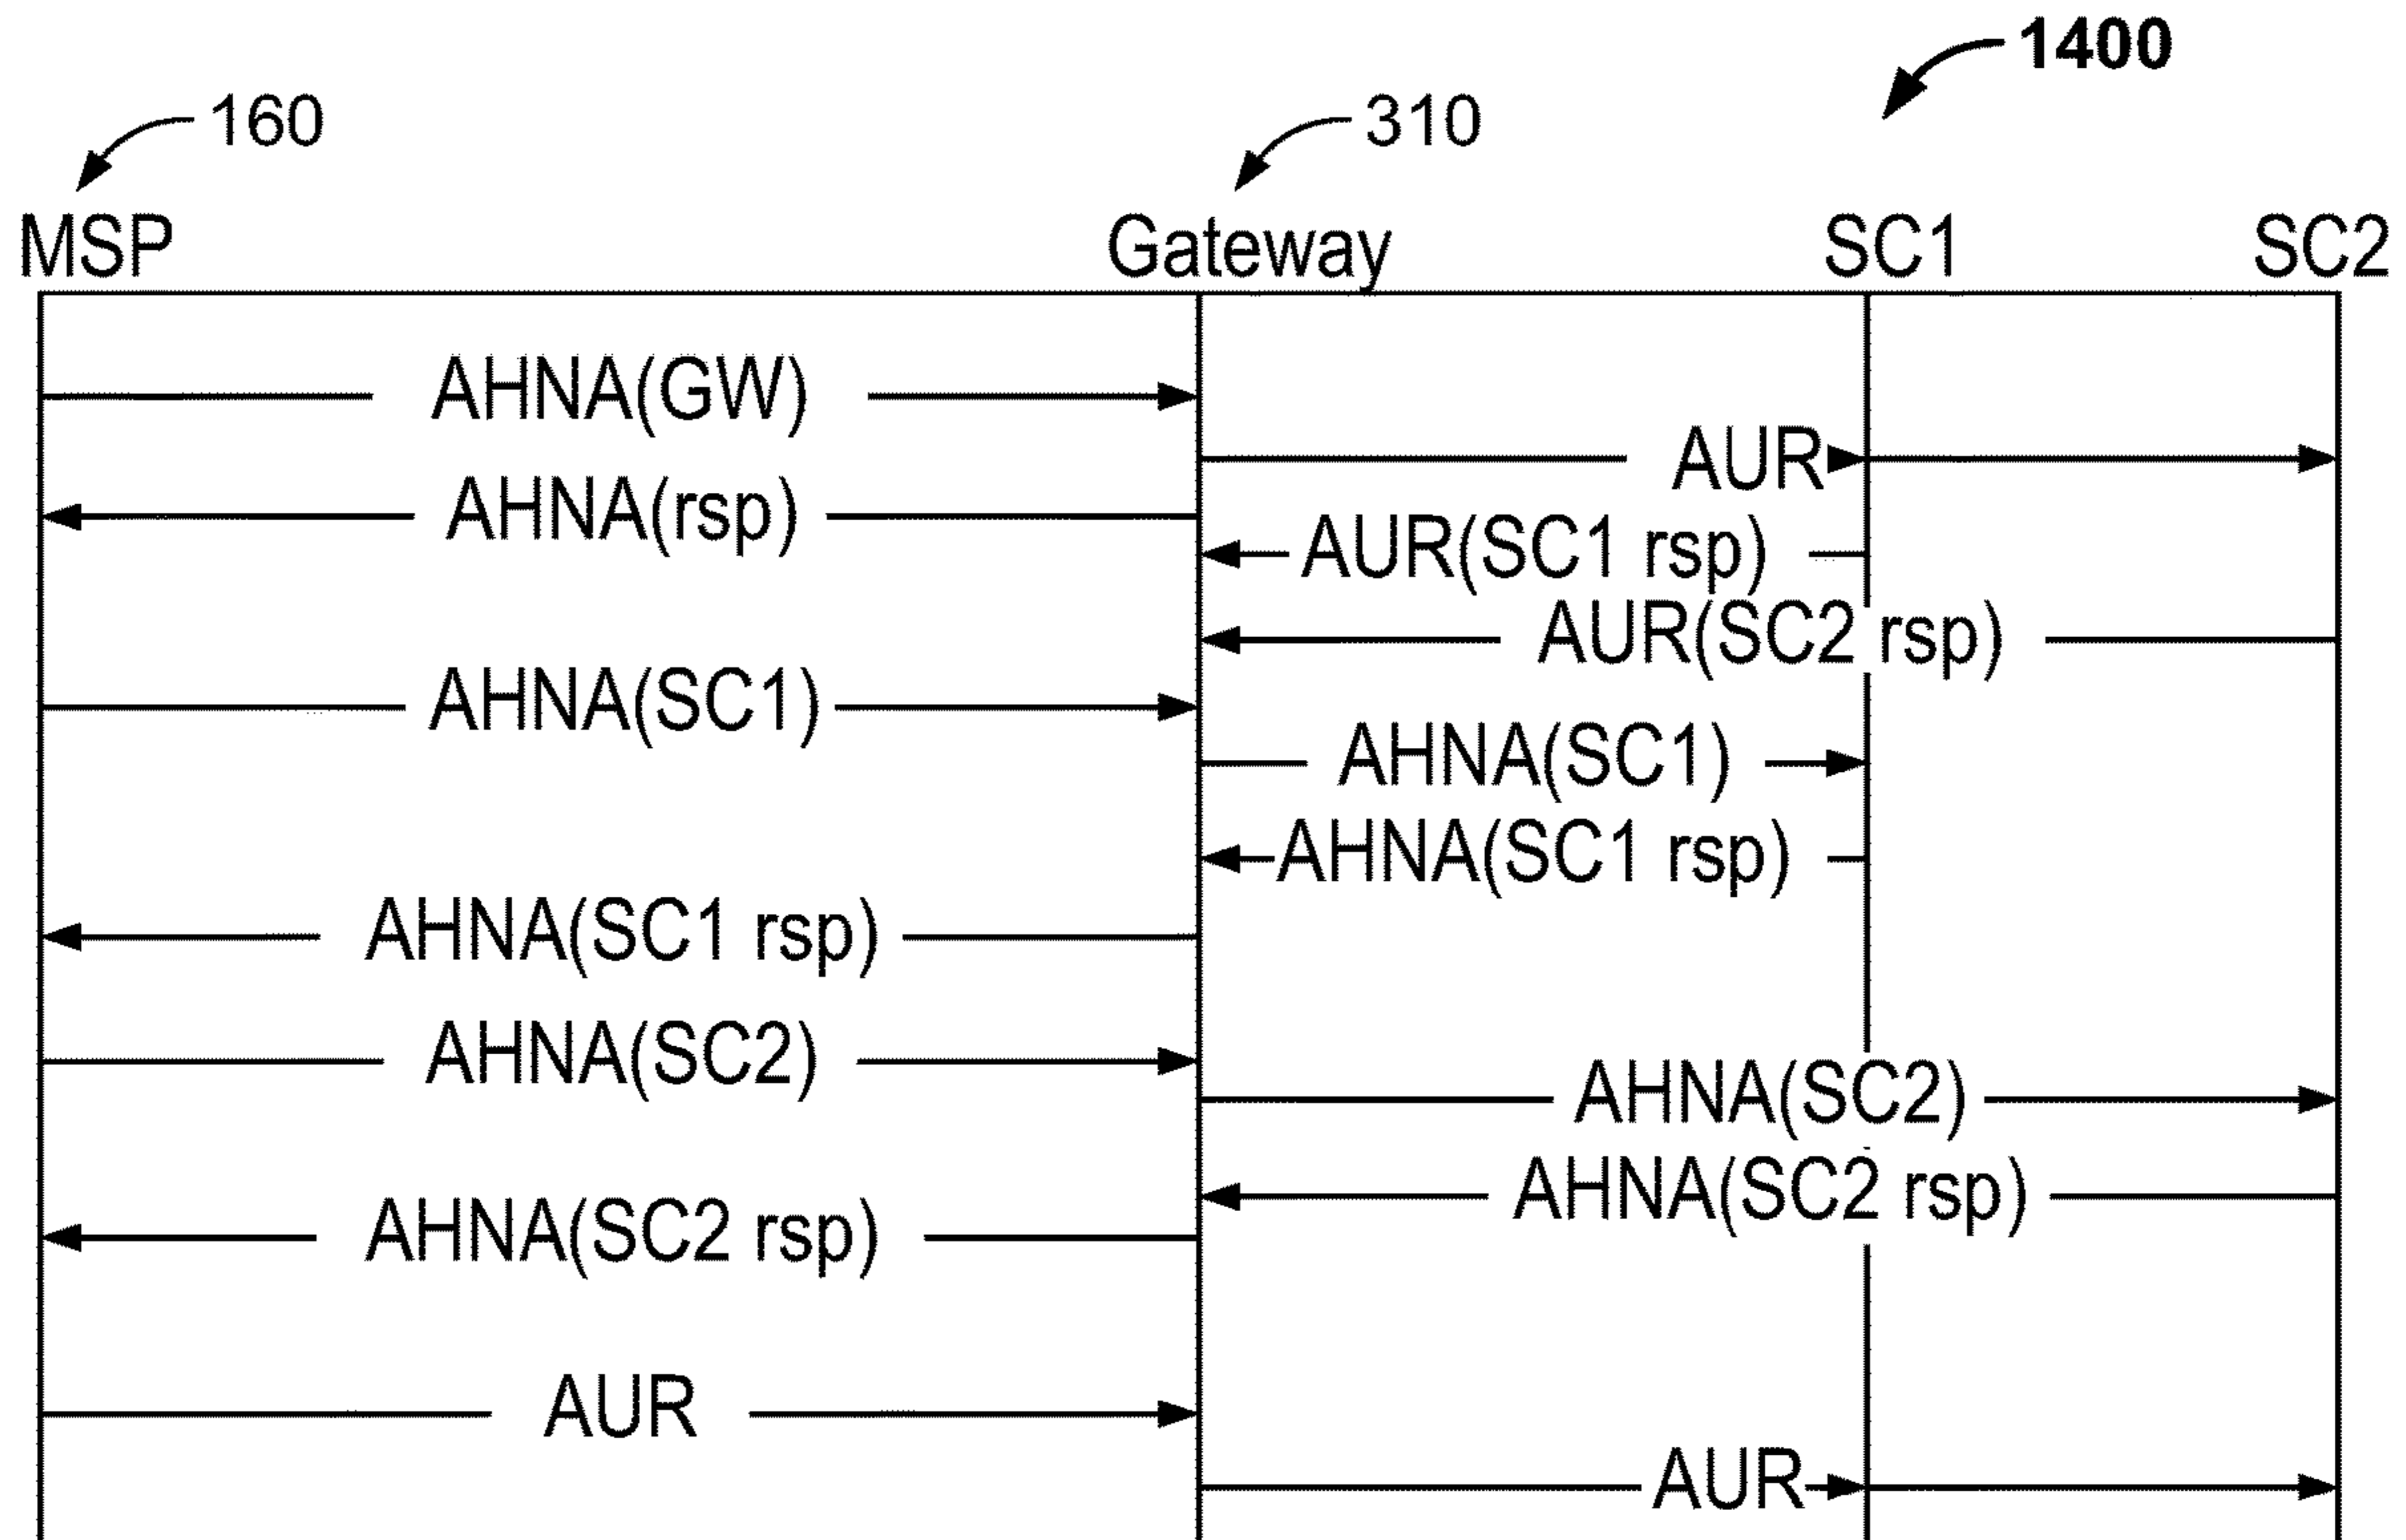 1400
160
310
MSP
Gateway
SC1
SC2
AHNA(GW)
AUR
AHNA(rsp)
AUR(SC1 rsp)
AUR(SC2 rsp)
AHNA(SC1)
AHNA(SC1)
AHNA(SC1 rsp)
AHNA(SC1 rsp)
AHNA(SC2)
AHNA(SC2)
AHNA(SC2 rsp)
AHNA(SC2 rsp)
AUR
AUR